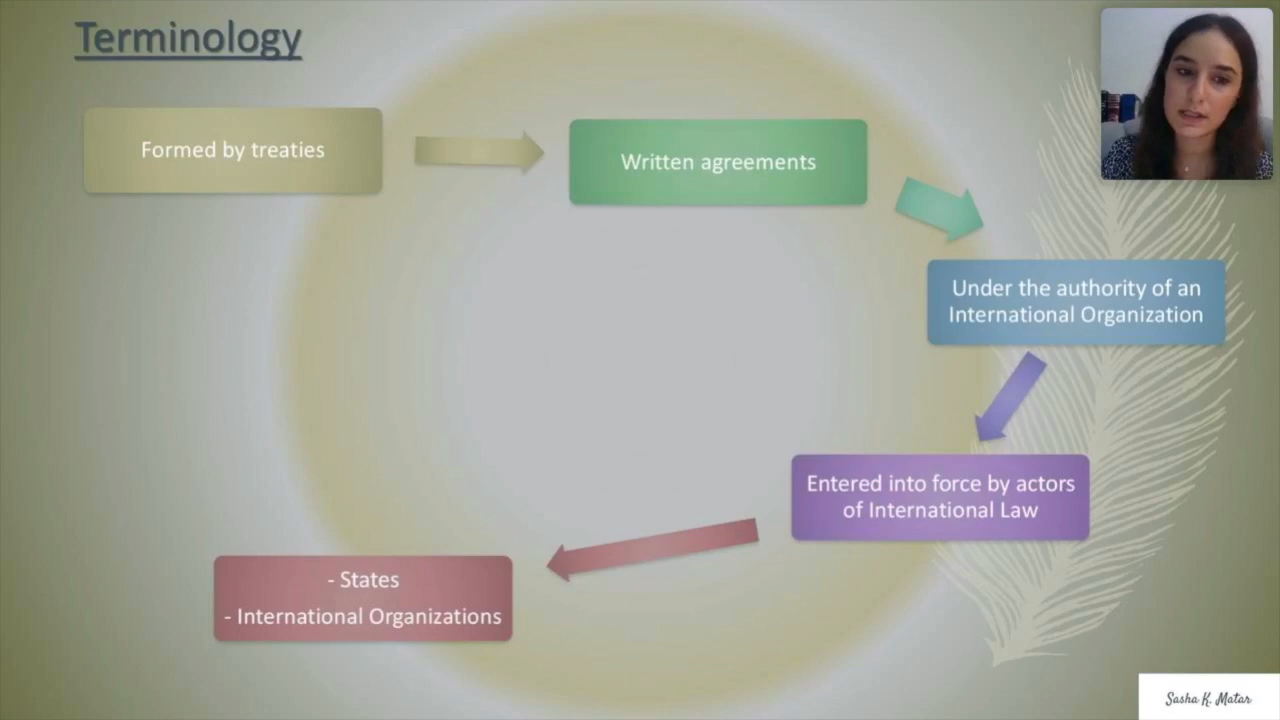 Terminology
Formed by treaties
Written agreements
Under the authority of an
International Organization
Entered into force by actors
of International Law
- States
- International Organizations
Sasha K. Matar